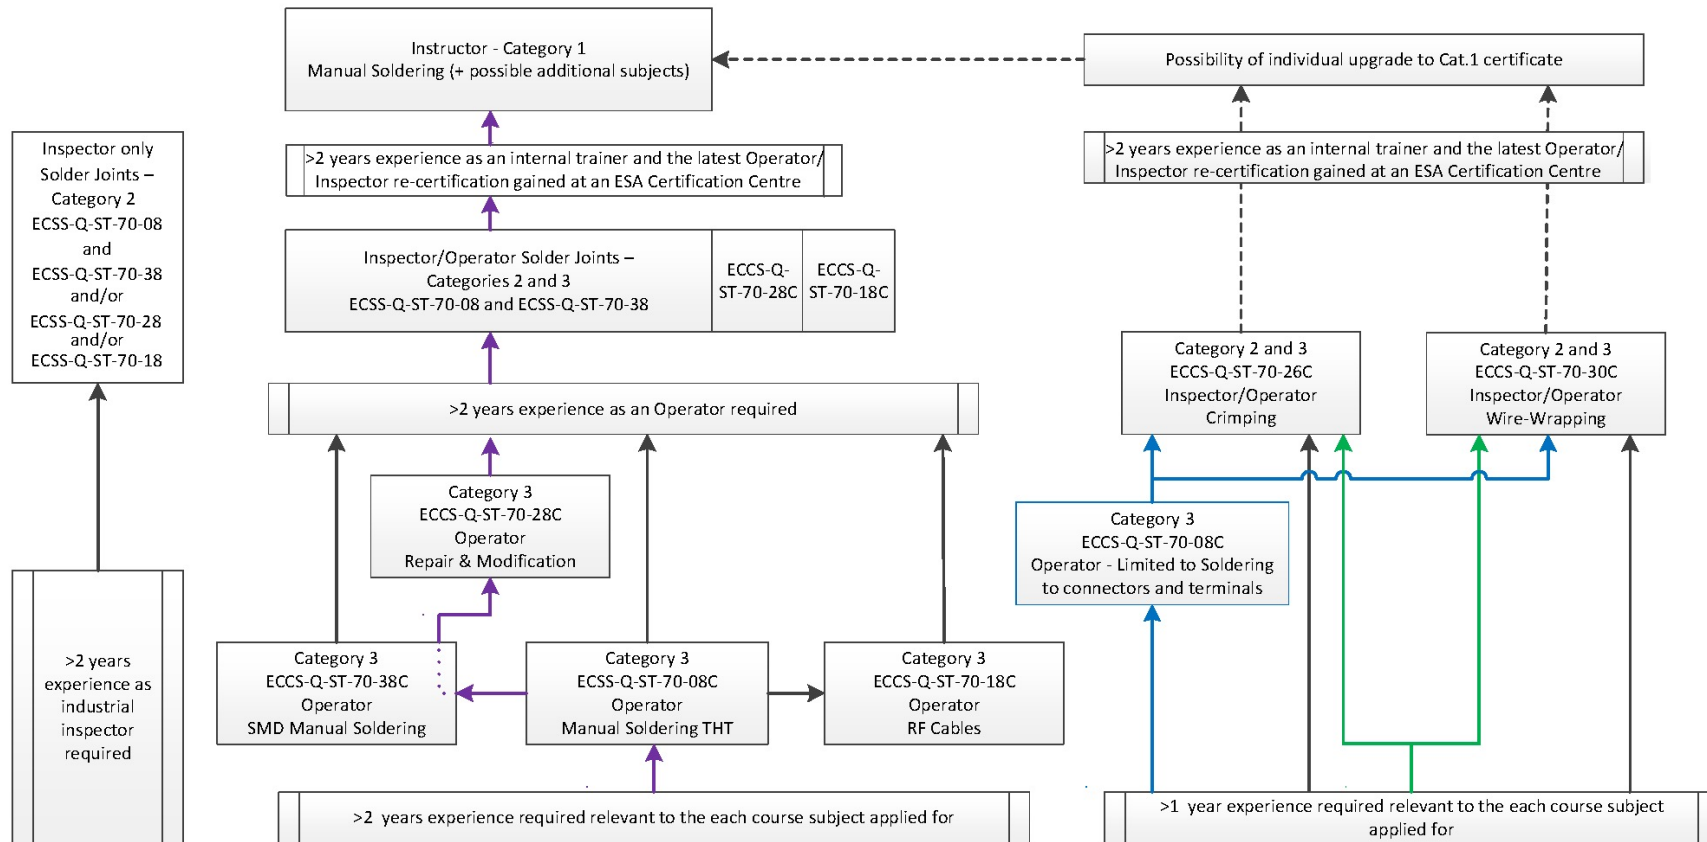 Instructor - Category 1
Manual Soldering (+ possible additional subjects)
Possibility of individual upgrade to Cat.1 certificate
Inspector only
Solder Joints –
Category 2
ECSS-Q-ST-70-08
and
ECSS-Q-ST-70-38
and/or
ECSS-Q-ST-70-28
and/or
ECSS-Q-ST-70-18
>2 years experience as an internal trainer and the latest Operator/
Inspector re-certification gained at an ESA Certification Centre
>2 years experience as an internal trainer and the latest Operator/
Inspector re-certification gained at an ESA Certification Centre
Inspector/Operator Solder Joints –
Categories 2 and 3
ECSS-Q-ST-70-08 and ECSS-Q-ST-70-38
ECCS-Q-
ST-70-28C
ECCS-Q-
ST-70-18C
>2 years experience as an Operator required
Category 2 and 3
ECCS-Q-ST-70-26C
Inspector/Operator
Crimping
Category 2 and 3
ECCS-Q-ST-70-30C
Inspector/Operator
Wire-Wrapping
Category 3
ECCS-Q-ST-70-28C
Operator
Repair & Modification
Category 3
ECCS-Q-ST-70-08C
Operator - Limited to Soldering
to connectors and terminals
>2 years
experience as
industrial
inspector
required
Category 3
ECCS-Q-ST-70-38C
Operator
SMD Manual Soldering
Category 3
ECSS-Q-ST-70-08C
Operator
Manual Soldering THT
Category 3
ECCS-Q-ST-70-18C
Operator
RF Cables
>2 years experience required relevant to the each course subject applied for
>1 year experience required relevant to the each course subject
applied for